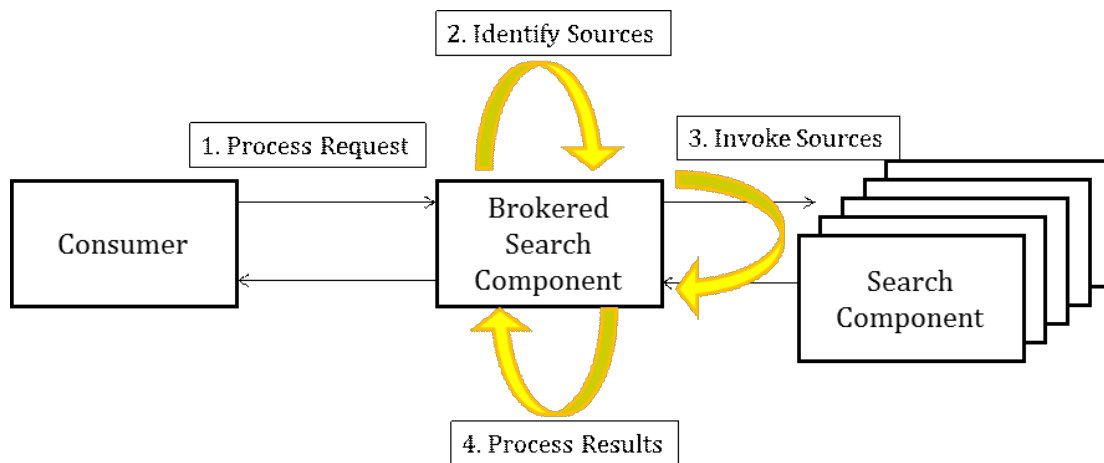 2. Identify Sources
1. Process Request
3. Invoke Sources
Consumer
Brokered
Search
Component
Search
Component
4. Process Results